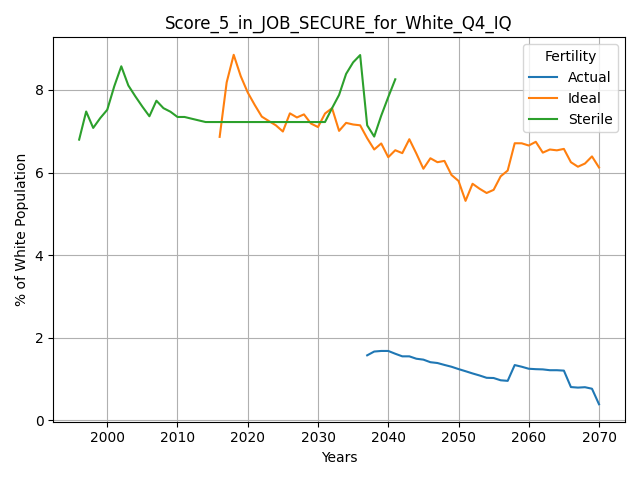 Score_5_in_JOB_SECURE_for_White_Q4_IQ
Fertility
Actual
Ideal
Sterile
% of White Population
8
6
4
2
0
2000 2010 2020 2030 2040 2050 2060 2070
Years